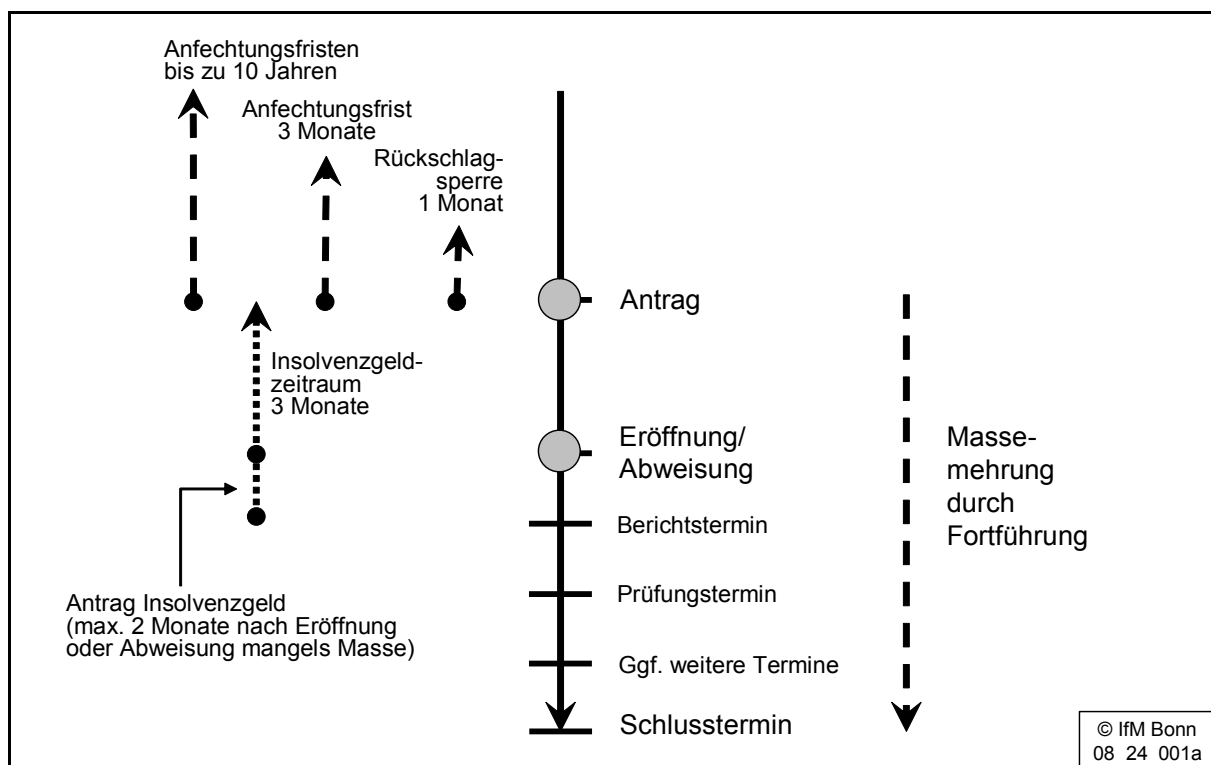 Anfechtungsfristen
bis zu 10 Jahren
Anfechtungsfrist
3 Monate
Rückschlag-
sperre
1 Monat
Antrag
Insolvenzgeld-
zeitraum
3 Monate
Eröffnung/
Abweisung
Masse-
mehrung
durch
Fortführung
Berichtstermin
Prüfungstermin
Antrag Insolvenzgeld
(max. 2 Monate nach Eröffnung
oder Abweisung mangels Masse)
Ggf. weitere Termine
Schlusstermin
© IfM Bonn
08 24 001a